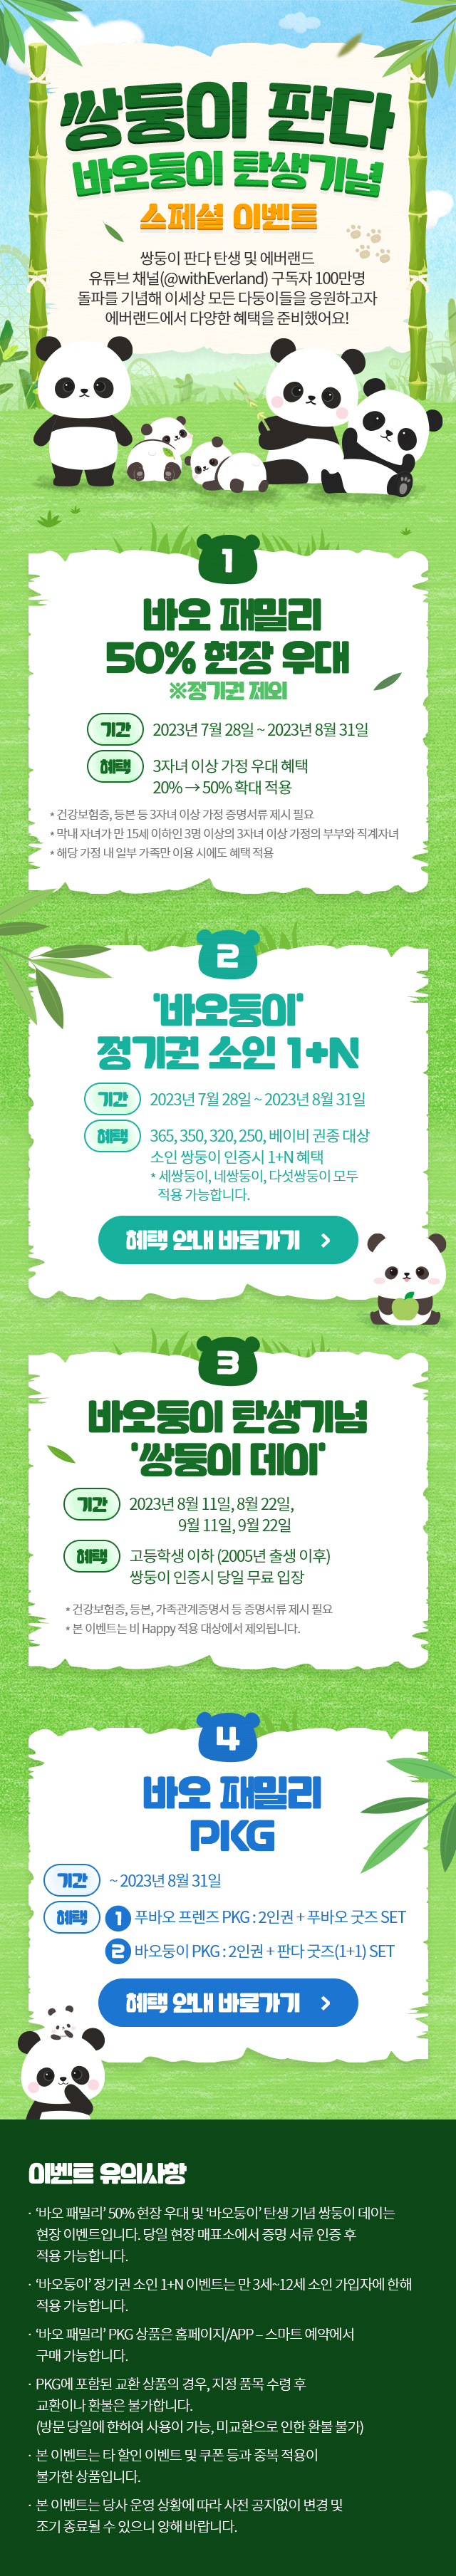 쌍둥이 판다
바오둥이 탄생기념
스페셜 이벤트
쌍둥이 판다 탄생 및 에버랜드
유튜브 채널(@withEverland) 구독자 100만명
돌파를 기념해 이세상 모든 다둥이들을 응원하고자
에버랜드에서 다양한 혜택을 준비했어요!
1
바오 패밀리
50% 현장 우대
※정기권 제외
기간 2023년 7월 28일 ~ 2023년 8월 31일
혜택 3자녀 이상 가정 우대 혜택
20% → 50% 확대 적용
* 건강보험증, 등본 등 3자녀 이상 가정 증명서류 제시 필요
* 막내 자녀가 만 15세 이하인 3명 이상의 3자녀 이상 가정의 부부와 직계자녀
* 해당 가정 내 일부 가족만 이용 시에도 혜택 적용
2
'바오둥이'
정기권 소인 1+N
기간 2023년 7월 28일 ~ 2023년 8월 31일
혜택 365, 350, 320, 250, 베이비 권종 대상
소인 쌍둥이 인증시 1+N 혜택
* 세쌍둥이, 네쌍둥이, 다섯쌍둥이 모두
적용 가능합니다.
혜택 안내 바로가기 >
3
바오둥이 탄생기념
'쌍둥이 데이'
기간 2023년 8월 11일, 8월 22일,
9월 11일, 9월 22일
혜택 고등학생 이하 (2005년 출생 이후)
쌍둥이 인증시 당일 무료 입장
* 건강보험증, 등본, 가족관계증명서 등 증명서류 제시 필요
* 본 이벤트는 비 Happy 적용 대상에서 제외됩니다.
4
바오 패밀리
PKG
기간 ~ 2023년 8월 31일
혜택 1 푸바오 프렌즈 PKG : 2인권 + 푸바오 굿즈 SET
2 바오둥이 PKG : 2인권 + 판다 굿즈(1+1) SET
혜택 안내 바로가기 >
이벤트 유의사항
· ‘바오 패밀리’ 50% 현장 우대 및 ‘바오둥이’ 탄생 기념 쌍둥이 데이는
현장 이벤트입니다. 당일 현장 매표소에서 증명 서류 인증 후
적용 가능합니다.
· ‘바오둥이’ 정기권 소인 1+N 이벤트는 만 3세~12세 소인 가입자에 한해
적용 가능합니다.
· ‘바오 패밀리’ PKG 상품은 홈페이지/APP – 스마트 예약에서
구매 가능합니다.
· PKG에 포함된 교환 상품의 경우, 지정 품목 수령 후
교환이나 환불은 불가합니다.
(방문 당일에 한하여 사용이 가능, 미교환으로 인한 환불 불가)
· 본 이벤트는 타 할인 이벤트 및 쿠폰 등과 중복 적용이
불가한 상품입니다.
· 본 이벤트는 당사 운영 상황에 따라 사전 공지없이 변경 및
조기 종료될 수 있으니 양해 바랍니다.